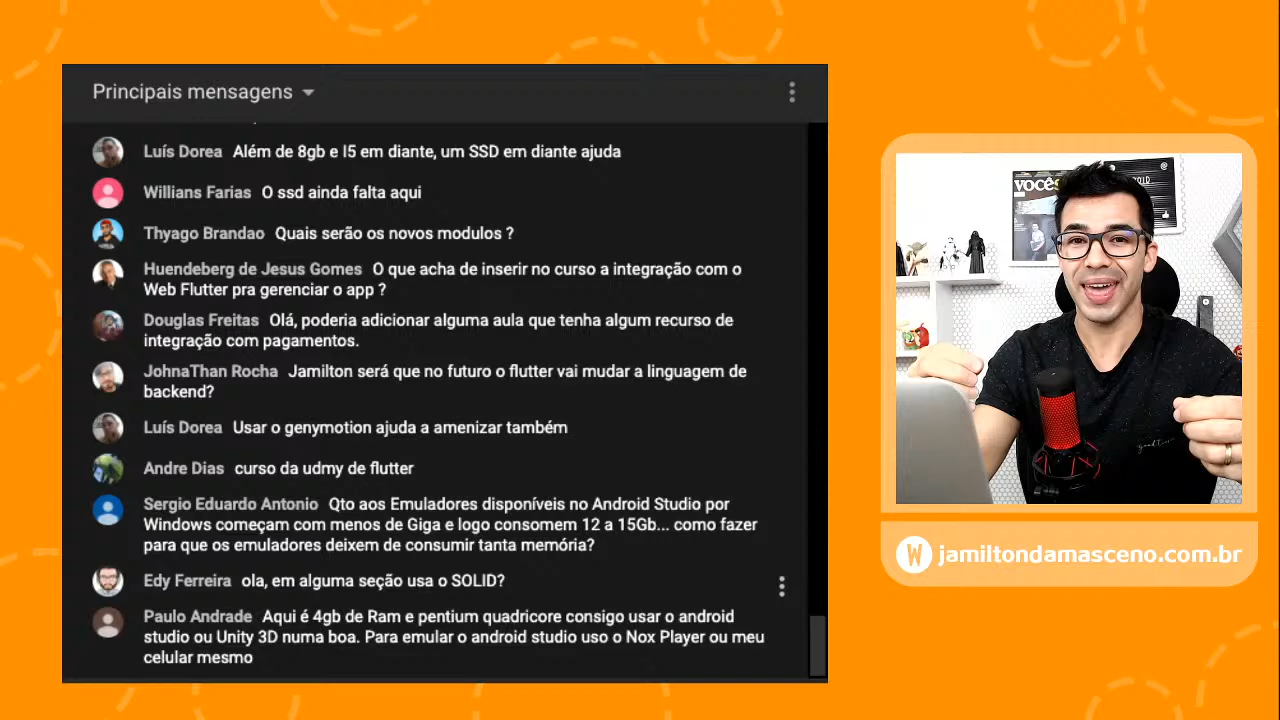 Principais mensagens
Luís Dorea Além de 8gb e I5 em diante, um SSD em diante ajuda
Willians Farias O ssd ainda falta aqui
Thyago Brandao Quais serão os novos modulos ?
Huendeberg de Jesus Gomes O que acha de inserir no curso a integração com o
Web Flutter pra gerenciar o app ?
Douglas Freitas Olá, poderia adicionar alguma aula que tenha algum recurso de
integração com pagamentos.
JohnaThan Rocha Jamilton será que no futuro o flutter vai mudar a linguagem de
backend?
Luís Dorea Usar o genymotion ajuda a amenizar também
Andre Dias curso da udmy de flutter
Sergio Eduardo Antonio Qto aos Emuladores disponíveis no Android Studio por
Windows começam com menos de Giga e logo consomem 12 a 15Gb... como fazer
para que os emuladores deixem de consumir tanta memória?
Edy Ferreira ola, em alguma seção usa o SOLID?
Paulo Andrade Aqui é 4gb de Ram e pentium quadricore consigo usar o android
studio ou Unity 3D numa boa. Para emular o android studio uso o Nox Player ou meu
celular mesmo
W jamiltondamasceno.com.br